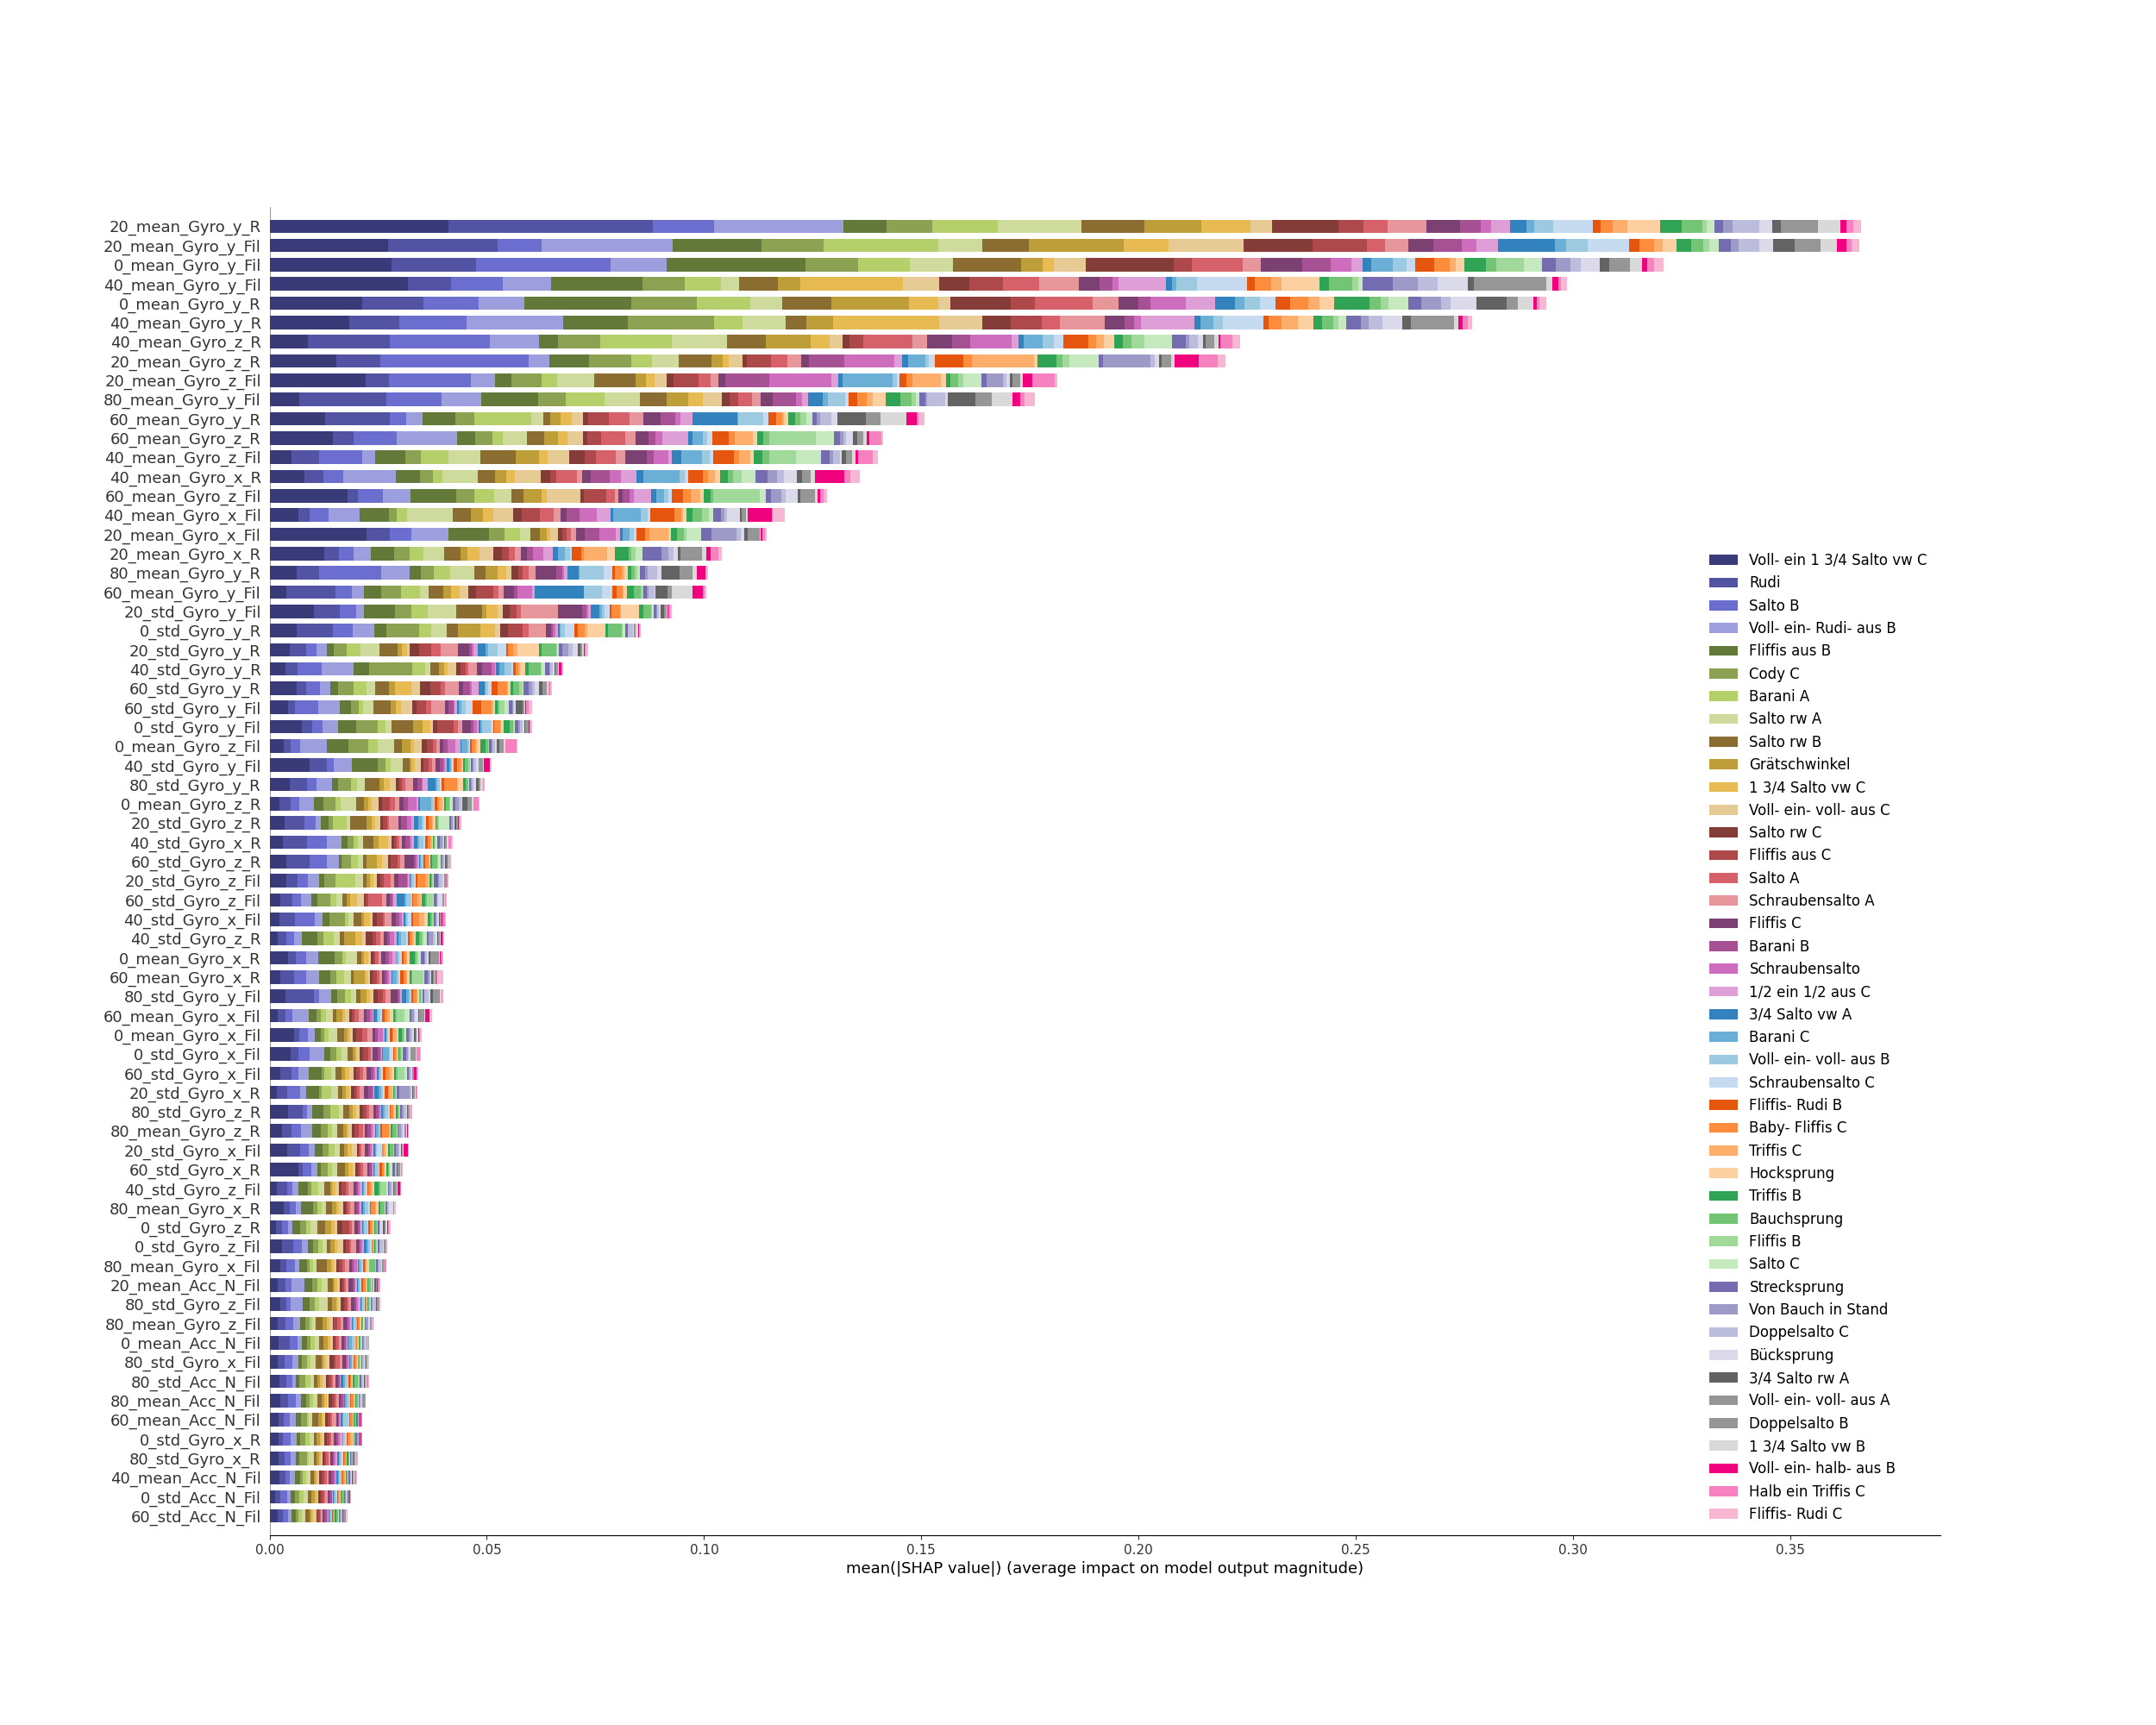 20_mean_Gyro_y_R
20_mean_Gyro_y_Fil
0_mean_Gyro_y_Fil
40_mean_Gyro_y_Fil
0_mean_Gyro_y_R
40_mean_Gyro_y_R
40_mean_Gyro_z_R
20_mean_Gyro_z_R
20_mean_Gyro_z_Fil
80_mean_Gyro_y_Fil
60_mean_Gyro_y_R
60_mean_Gyro_z_R
40_mean_Gyro_z_Fil
40_mean_Gyro_x_R
60_mean_Gyro_z_Fil
40_mean_Gyro_x_Fil
20_mean_Gyro_x_Fil
20_mean_Gyro_x_R
80_mean_Gyro_y_R
60_mean_Gyro_y_Fil
20_std_Gyro_y_Fil
0_std_Gyro_y_R
20_std_Gyro_y_R
40_std_Gyro_y_R
60_std_Gyro_y_R
60_std_Gyro_y_Fil
0_std_Gyro_y_Fil
0_mean_Gyro_z_Fil
40_std_Gyro_y_Fil
80_std_Gyro_y_R
0_mean_Gyro_z_R
20_std_Gyro_z_R
40_std_Gyro_x_R
60_std_Gyro_z_R
20_std_Gyro_z_Fil
60_std_Gyro_z_Fil
40_std_Gyro_x_Fil
40_std_Gyro_z_R
0_mean_Gyro_x_R
60_mean_Gyro_x_R
80_std_Gyro_y_Fil
60_mean_Gyro_x_Fil
0_mean_Gyro_x_Fil
0_std_Gyro_x_Fil
60_std_Gyro_x_Fil
20_std_Gyro_x_R
80_std_Gyro_z_R
80_mean_Gyro_z_R
20_std_Gyro_x_Fil
60_std_Gyro_x_R
40_std_Gyro_z_Fil
80_mean_Gyro_x_R
0_std_Gyro_z_R
0_std_Gyro_z_Fil
80_mean_Gyro_x_Fil
20_mean_Acc_N_Fil
80_std_Gyro_z_Fil
80_mean_Gyro_z_Fil
0_mean_Acc_N_Fil
80_std_Gyro_x_Fil
80_std_Acc_N_Fil
80_mean_Acc_N_Fil
60_mean_Acc_N_Fil
0_std_Gyro_x_R
80_std_Gyro_x_R
40_mean_Acc_N_Fil
0_std_Acc_N_Fil
60_std_Acc_N_Fil
Voll- ein 1 3/4 Salto vw C
Rudi
Salto B
Voll- ein- Rudi- aus B
Fliffis aus B
Cody C
Barani A
Salto rw A
Salto rw B
Grätschwinkel
1 3/4 Salto vw C
Voll- ein- voll- aus C
Salto rw C
Fliffis aus C
Salto A
Schraubensalto A
Fliffis C
Barani B
Schraubensalto
1/2 ein 1/2 aus C
3/4 Salto vw A
Barani C
Voll- ein- voll- aus B
Schraubensalto C
Fliffis- Rudi B
Baby- Fliffis C
Triffis C
Hocksprung
Triffis B
Bauchsprung
Fliffis B
Salto C
Strecksprung
Von Bauch in Stand
Doppelsalto C
Bücksprung
3/4 Salto rw A
Voll- ein- voll- aus A
Doppelsalto B
1 3/4 Salto vw B
Voll- ein- halb- aus B
Halb ein Triffis C
Fliffis- Rudi C
0.00 0.05 0.10 0.15 0.20 0.25 0.30 0.35
mean(|SHAP value|) (average impact on model output magnitude)